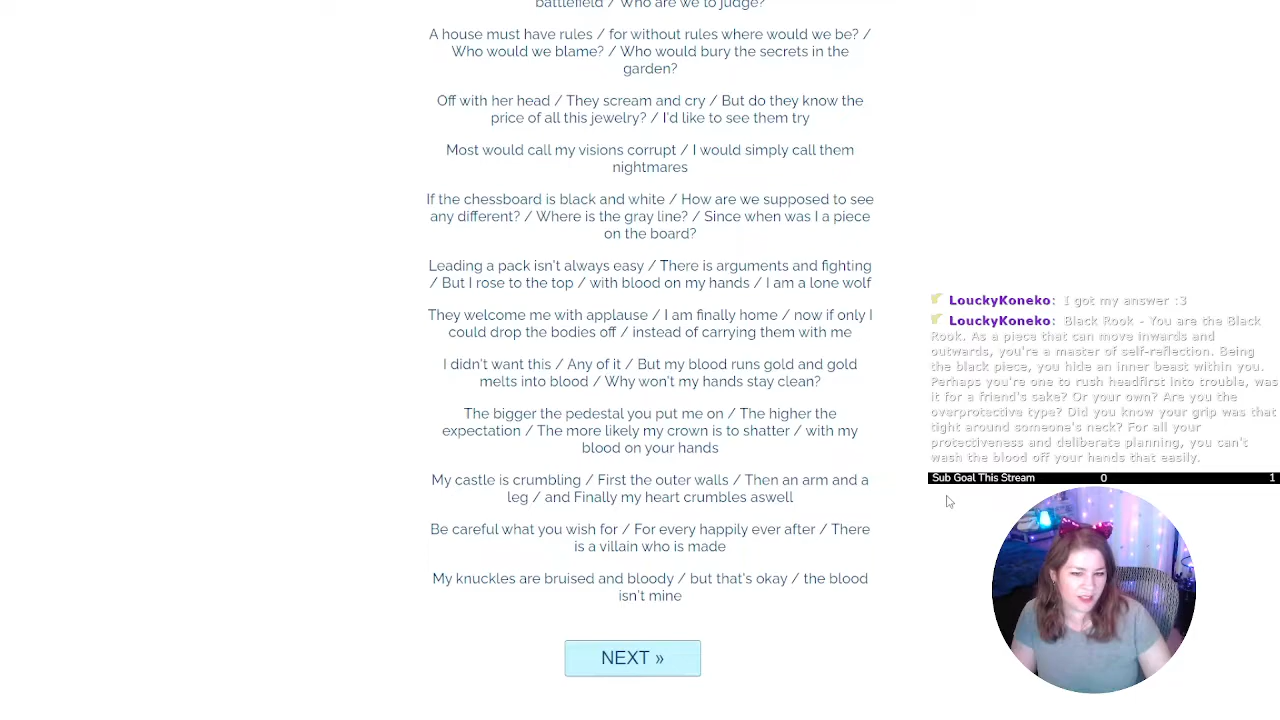 battlefield / Who are we to judge?
A house must have rules / for without rules where would we be? /
Who would we blame? / Who would bury the secrets in the
garden?
Off with her head / They scream and cry / But do they know the
price of all this jewelry? / I'd like to see them try
Most would call my visions corrupt / I would simply call them
nightmares
If the chessboard is black and white / How are we supposed to see
any different? / Where is the gray line? / Since when was I a piece
on the board?
Leading a pack isn't always easy / There is arguments and fighting
/ But I rose to the top / with blood on my hands / I am a lone wolf
They welcome me with applause / I am finally home / now if only I
could drop the bodies off / instead of carrying them with me
I didn't want this / Any of it / But my blood runs gold and gold
melts into blood / Why won't my hands stay clean?
The bigger the pedestal you put me on / The higher the
expectation / The more likely my crown is to shatter / with my
blood on your hands
My castle is crumbling / First the outer walls / Then an arm and a
leg / and Finally my heart crumbles aswell
Be careful what you wish for / For every happily ever after / There
is a villain who is made
My knuckles are bruised and bloody / but that's okay / the blood
isn't mine
NEXT »
LouckyKoneko: I got my answer :3
LouckyKoneko: Black Rook - You are the Black
Rook. As a piece that can move inwards and
outwards, you're a master of self-reflection. Being
the black piece, you hide an inner beast within you.
Perhaps you're one to rush headfirst into trouble, was
it for a friend's sake? Or your own? Are you the
overprotective type? Did you know your grip was that
tight around someone's neck? For all your
protectiveness and deliberate planning, you can't
wash the blood off your hands that easily.
Sub Goal This Stream 0 1